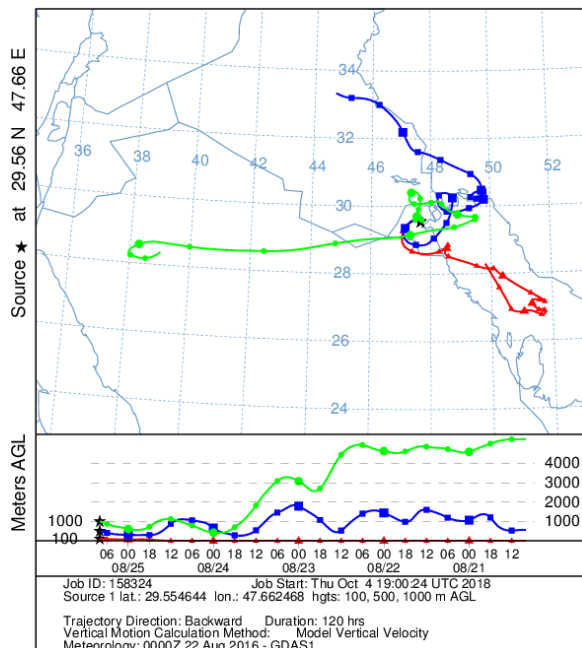 Source ★ at 29.56 N 47.66 E
34
32
36
38
40
42
44
46
48
50
52
30
28
26
24
Meters AGL
4000
3000
2000
1000
1000
100
06 00 18 12 06 00 18 12 06 00 18 12 06 00 18 12 06 00 18 12
08/25 08/24 08/23 08/22 08/21
Job ID: 158324 Job Start: Thu Oct 4 19:00:24 UTC 2018
Source 1 lat.: 29.554644 lon.: 47.662468 hgts: 100, 500, 1000 m AGL
Trajectory Direction: Backward Duration: 120 hrs
Vertical Motion Calculation Method: Model Vertical Velocity
Meteorology: 0000Z 22 Aug 2016 - GDAS1